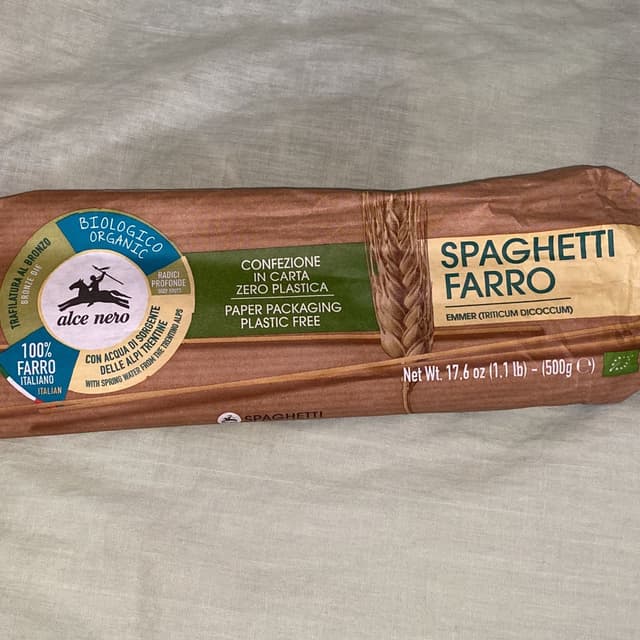 BIOLOGICO
ORGANIC
TRAFILATURA AL BRONZO
BRONZE DIE
RADICI
PROFONDE
alce nero
100%
FARRO
ITALIANO
ITALIAN
CON ACQUA DI SORGENTE
DELLE ALPI TRENTINE
WITH SPRING WATER FROM THE TRENTINO ALPS
CONFEZIONE
IN CARTA
ZERO PLASTICA
PAPER PACKAGING
PLASTIC FREE
SPAGHETTI
FARRO
EMMER (TRITICUM DICOCCUM)
Net Wt. 17.6 oz (1.1 lb) - (500g ℮)
SPAGHETTI